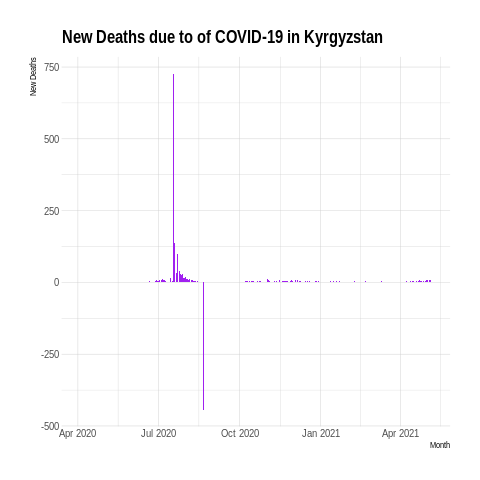 New Deaths due to of COVID-19 in Kyrgyzstan
New Deaths
750
500
250
0
-250
-500
Apr 2020 Jul 2020 Oct 2020 Jan 2021 Apr 2021
Month